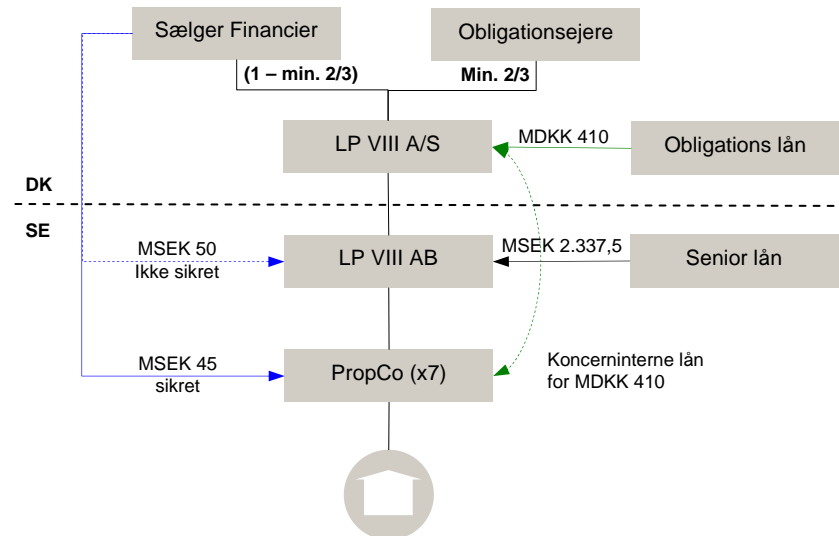 Sælger Financier
Obligationsejere
(1 – min. 2/3)
Min. 2/3
LP VIII A/S
MDKK 410
Obligations lån
DK
SE
MSEK 50
Ikke sikret
LP VIII AB
MSEK 2.337,5
Senior lån
MSEK 45
sikret
PropCo (x7)
Koncerninterne lån
for MDKK 410